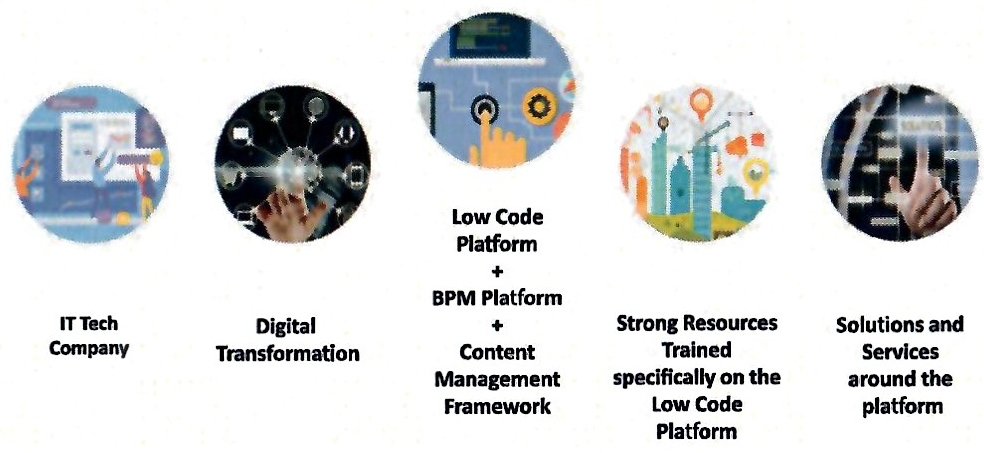 IT Tech
Company
Digital
Transformation
Low Code
Platform
+
BPM Platform
+
Content
Management
Framework
Strong Resources
Trained
specifically on the
Low Code
Platform
Solutions and
Services
around the
platform